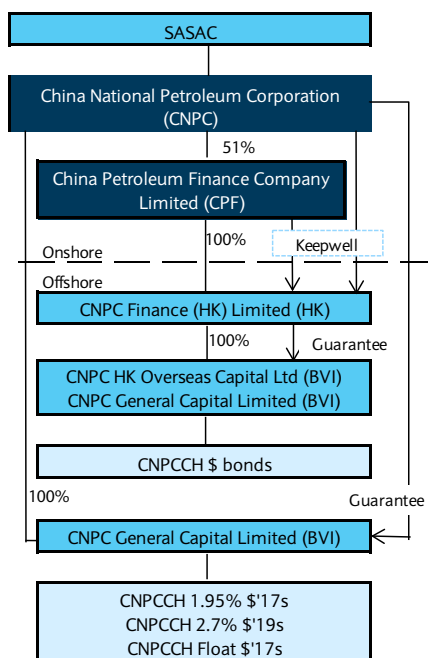 SASAC
China National Petroleum Corporation
(CNPC)
51%
China Petroleum Finance Company
Limited (CPF)
100%
Keepwell
Onshore
Offshore
CNPC Finance (HK) Limited (HK)
100%
Guarantee
CNPC HK Overseas Capital Ltd (BVI)
CNPC General Capital Limited (BVI)
CNPCCH $ bonds
100%
Guarantee
CNPC General Capital Limited (BVI)
CNPCCH 1.95% $'17s
CNPCCH 2.7% $'19s
CNPCCH Float $'17s